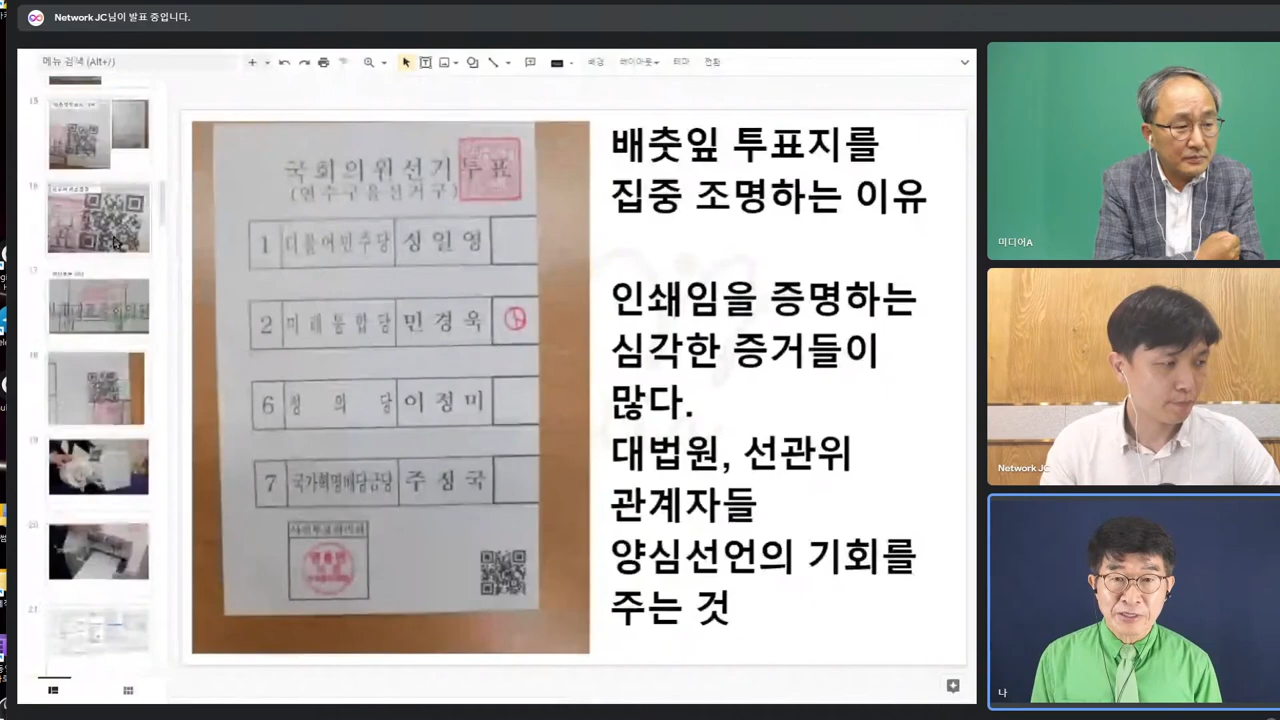 Network JC님이 발표 중입니다.
메뉴 검색 (Alt+/)
배경 레이아웃 테마 전환
15
16
17
18
19
20
21
국회의원선거투표
(연수구을선거구)
1 더불어민주당 정일영
2 미래통합당 민경욱
6 정의당 이정미
7 국가혁명배당금당 주정국
사전투표관리관
배춧잎 투표지를
집중 조명하는 이유
인쇄임을 증명하는
심각한 증거들이
많다.
대법원, 선관위
관계자들
양심선언의 기회를
주는 것
미디어A
Network JC
나